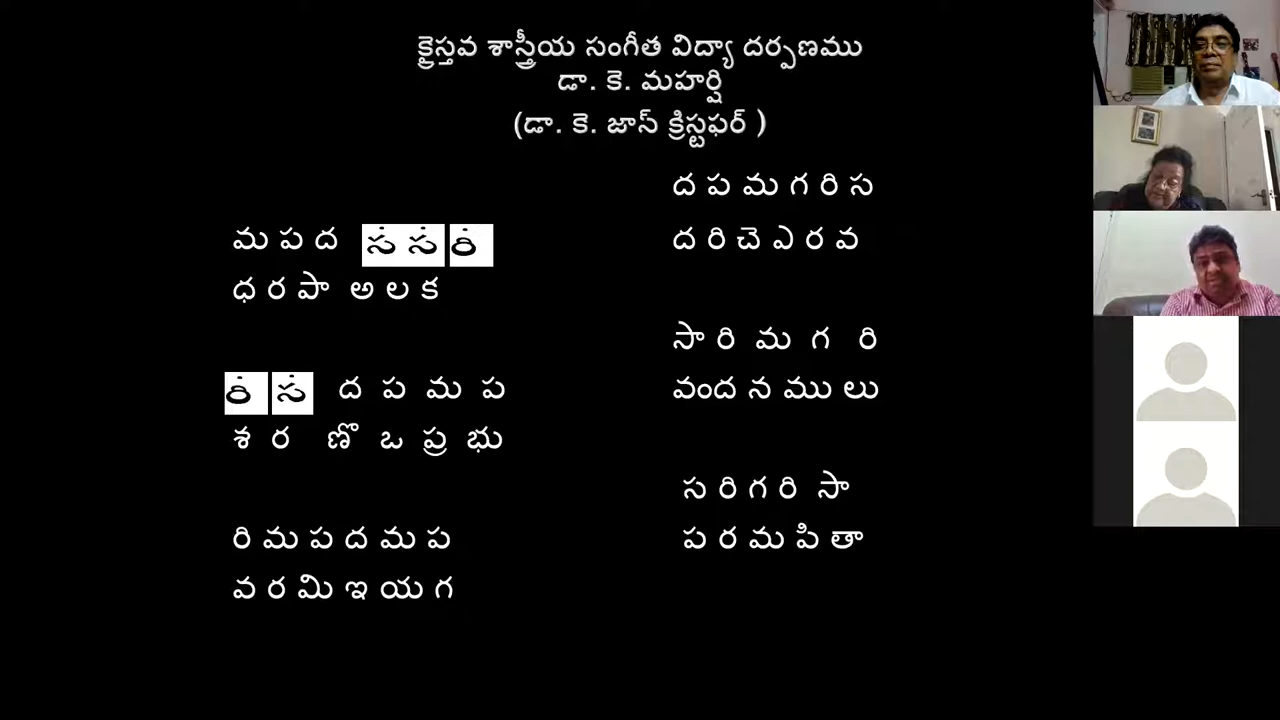 క్రైస్తవ శాస్త్రీయ సంగీత విద్యా దర్పణము
డా. కె. మహర్షి
(డా. కె. జాస్ క్రిస్టఫర్ )
మ ప ద స̇ స̇ రి̇
ధ ర పా అ ల క
రి̇ స̇ ద ప మ ప
శ ర ణొ ఒ ప్ర భు
రి మ ప ద మ ప
వ ర మి ఇ య గ
ద ప మ గ రి స
ద రి చె ఎ ర వ
సా రి మ గ రి
వంద న ము లు
స రి గ రి సా
ప ర మ పి తా